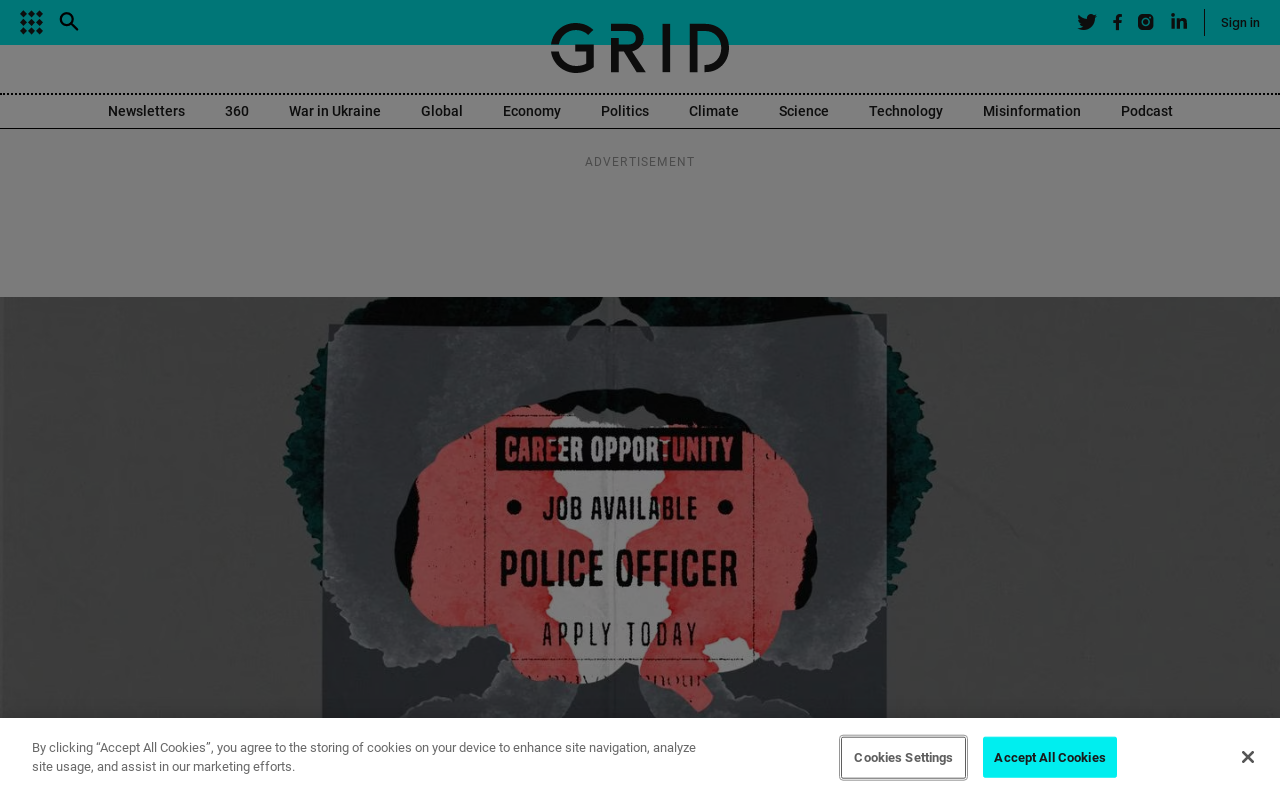 GRID
Sign in
Newsletters 360 War in Ukraine Global Economy Politics Climate Science Technology Misinformation Podcast
ADVERTISEMENT
CAREER OPPORTUNITY
JOB AVAILABLE
POLICE OFFICER
APPLY TODAY
By clicking “Accept All Cookies”, you agree to the storing of cookies on your device to enhance site navigation, analyze
site usage, and assist in our marketing efforts.
Cookies Settings
Accept All Cookies